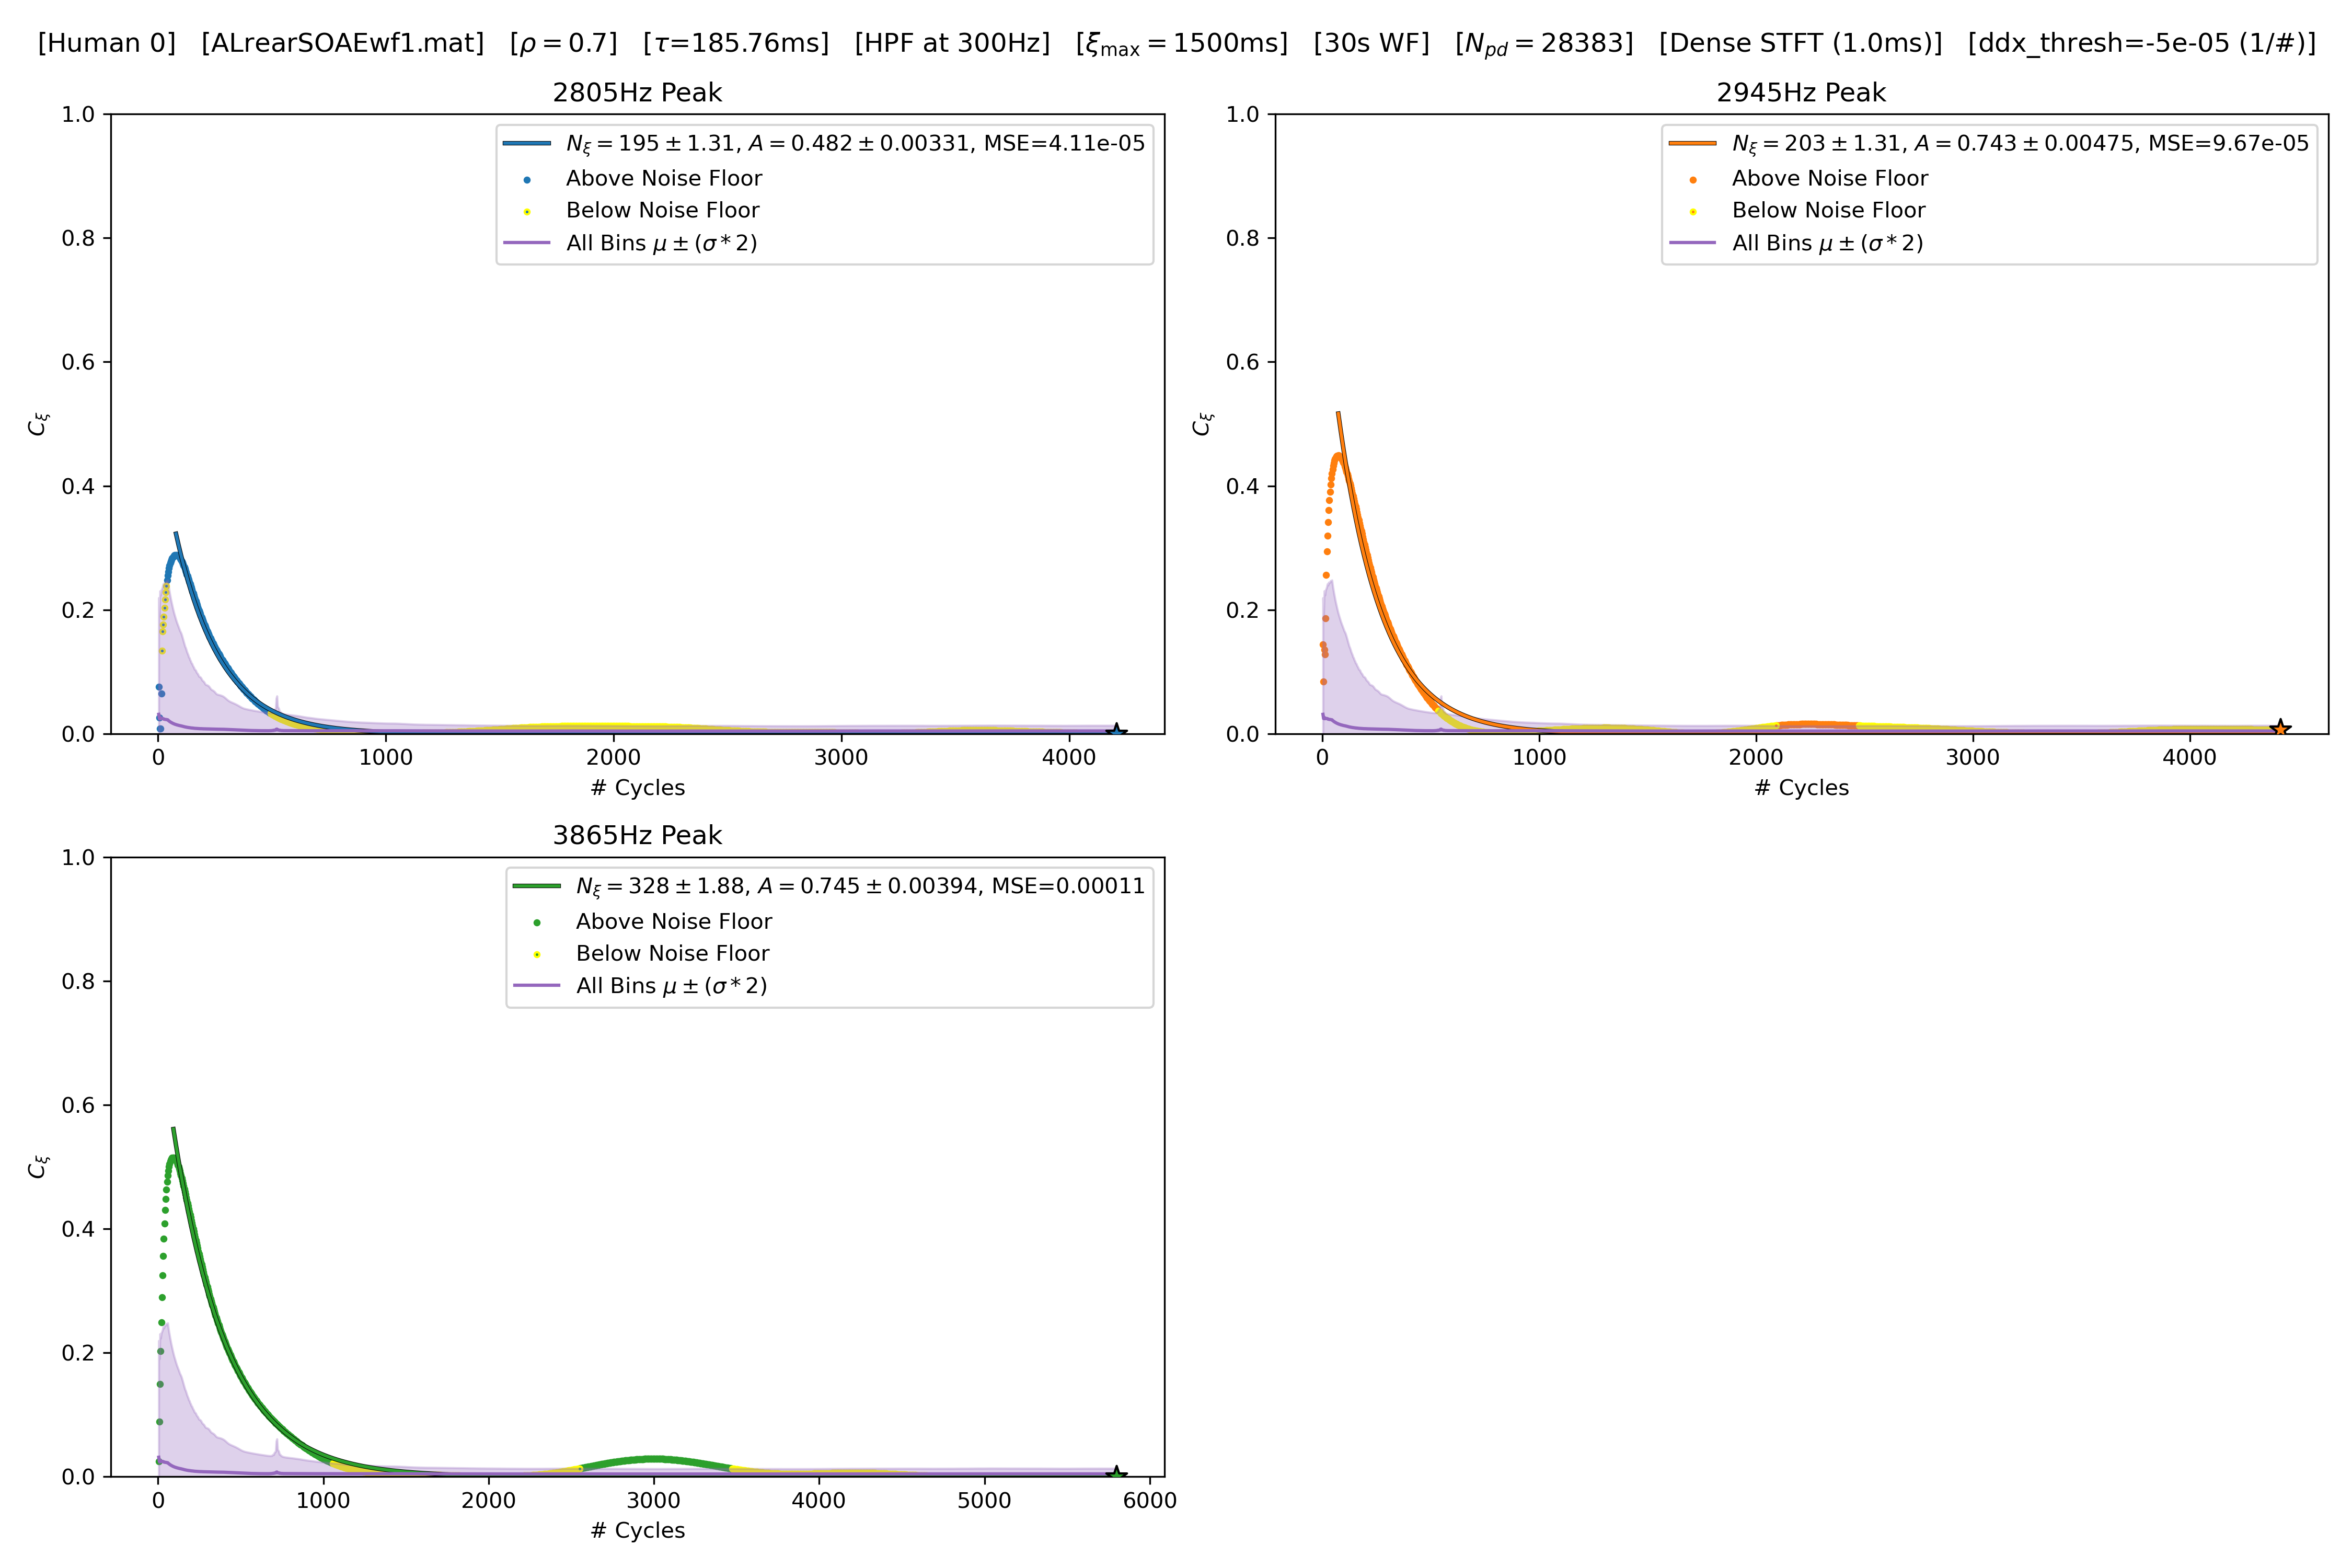 [Human 0] [ALrearSOAEwf1.mat] [ρ = 0.7] [τ=185.76ms] [HPF at 300Hz] [ξmax = 1500ms] [30s WF] [Npd = 28383] [Dense STFT (1.0ms)] [ddx_thresh=-5e-05 (1/#)]
2805Hz Peak
Nξ = 195 ± 1.31, A = 0.482 ± 0.00331, MSE=4.11e-05
Above Noise Floor
Below Noise Floor
All Bins μ ± (σ * 2)
1.0
0.8
0.6
0.4
0.2
0.0
Cξ
0 1000 2000 3000 4000
# Cycles
2945Hz Peak
Nξ = 203 ± 1.31, A = 0.743 ± 0.00475, MSE=9.67e-05
Above Noise Floor
Below Noise Floor
All Bins μ ± (σ * 2)
1.0
0.8
0.6
0.4
0.2
0.0
Cξ
0 1000 2000 3000 4000
# Cycles
3865Hz Peak
Nξ = 328 ± 1.88, A = 0.745 ± 0.00394, MSE=0.00011
Above Noise Floor
Below Noise Floor
All Bins μ ± (σ * 2)
1.0
0.8
0.6
0.4
0.2
0.0
Cξ
0 1000 2000 3000 4000 5000 6000
# Cycles